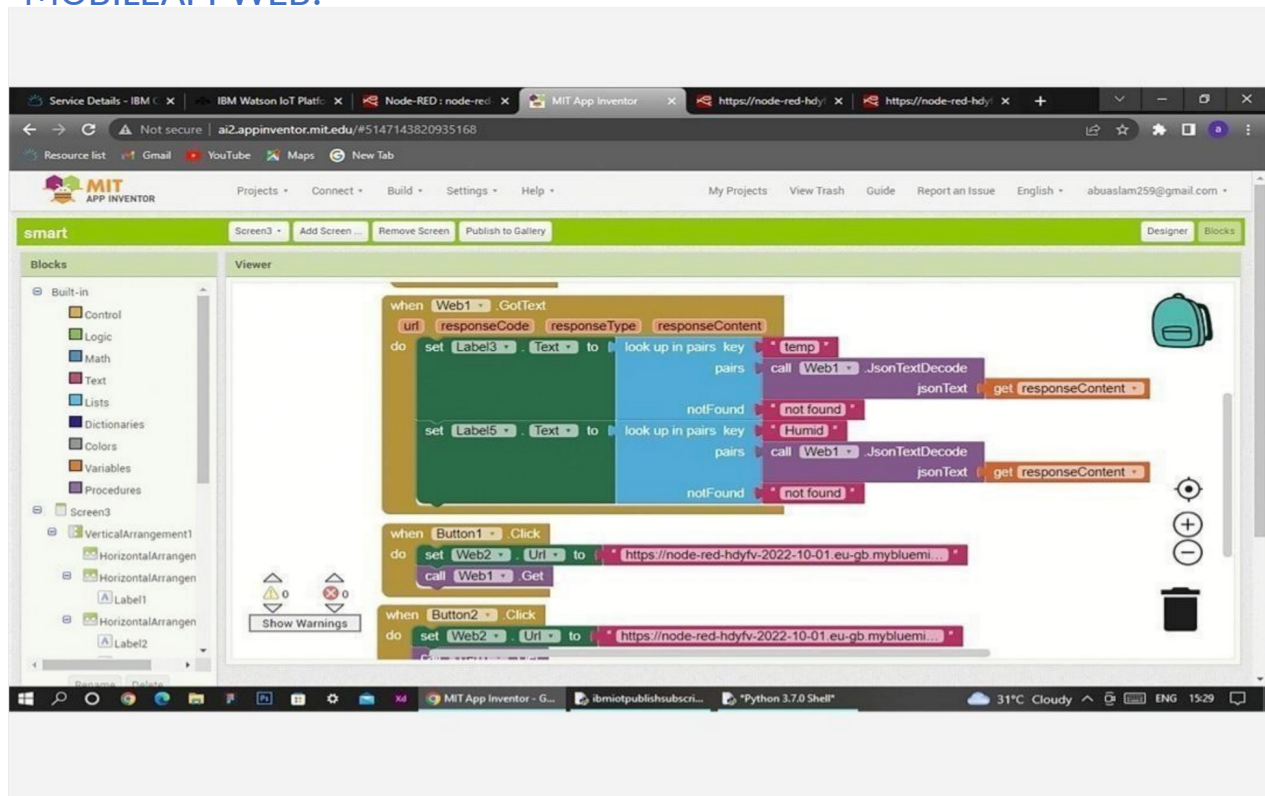 MOBILE APP WEB:
Service Details - IBM C
IBM Watson IoT Platfo
Node-RED : node-red
MIT App Inventor
https://node-red-hdy
https://node-red-hdy
Not secure | ai2.appinventor.mit.edu/#5147143820935168
a
Resource list Gmail YouTube Maps New Tab
MIT
APP INVENTOR
Projects Connect Build Settings Help My Projects View Trash Guide Report an Issue English abuaslam259@gmail.com
smart Screen3 Add Screen ... Remove Screen Publish to Gallery Designer Blocks
Blocks Viewer
Built-in
Control
Logic
Math
Text
Lists
Dictionaries
Colors
Variables
Procedures
Screen3
VerticalArrangement1
HorizontalArrangen
HorizontalArrangen
Label1
HorizontalArrangen
Label2
Rename Delete
when Web1 .GotText
url responseCode responseType responseContent
do set Label3 . Text to look up in pairs key " temp "
pairs call Web1 .JsonTextDecode
jsonText get responseContent
notFound " not found "
set Label5 . Text to look up in pairs key " Humid "
pairs call Web1 .JsonTextDecode
jsonText get responseContent
notFound " not found "
when Button1 .Click
do set Web2 . Url to " https://node-red-hdyfv-2022-10-01.eu-gb.mybluemi... "
call Web1 .Get
when Button2 .Click
do set Web2 . Url to " https://node-red-hdyfv-2022-10-01.eu-gb.mybluemi... "
0 0
Show Warnings
Ps Xd MIT App Inventor - G... ibmiotpublishsubscri... *Python 3.7.0 Shell* 31°C Cloudy ENG 15:29